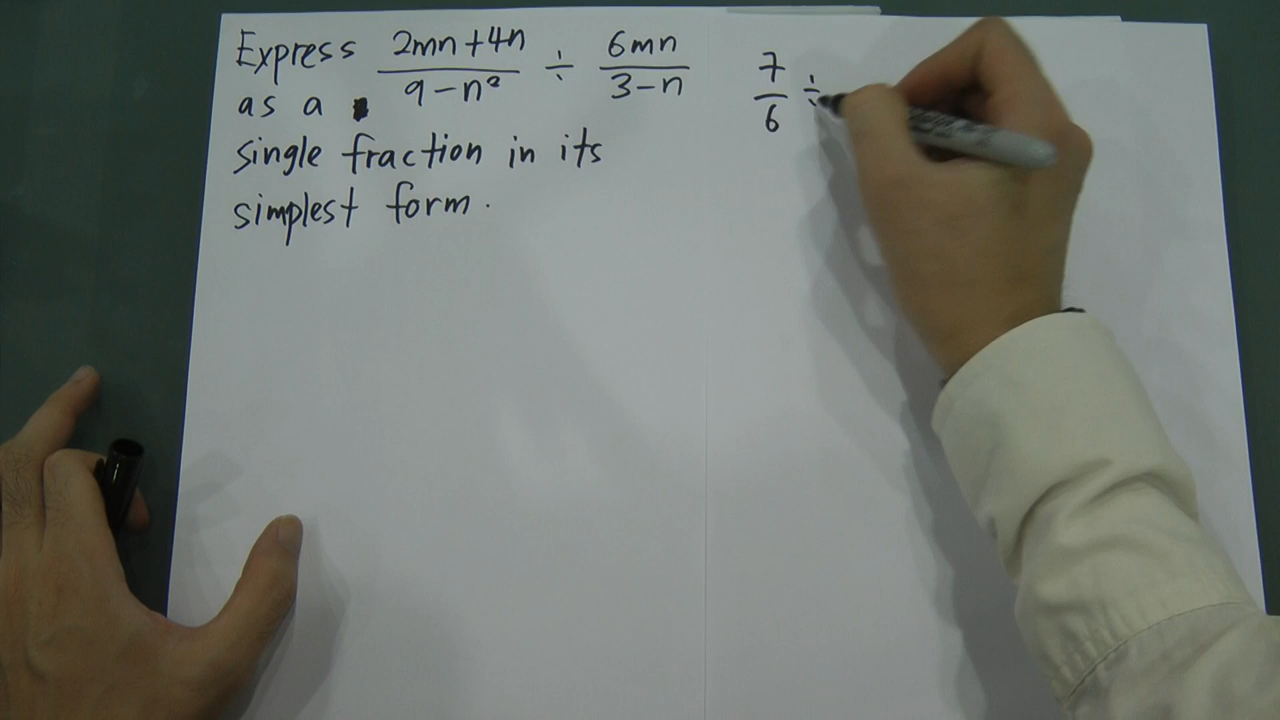 Express (2mn+4n)/(9-n²) ÷ (6mn)/(3-n)
as a
single fraction in its
simplest form.
7/6 ÷